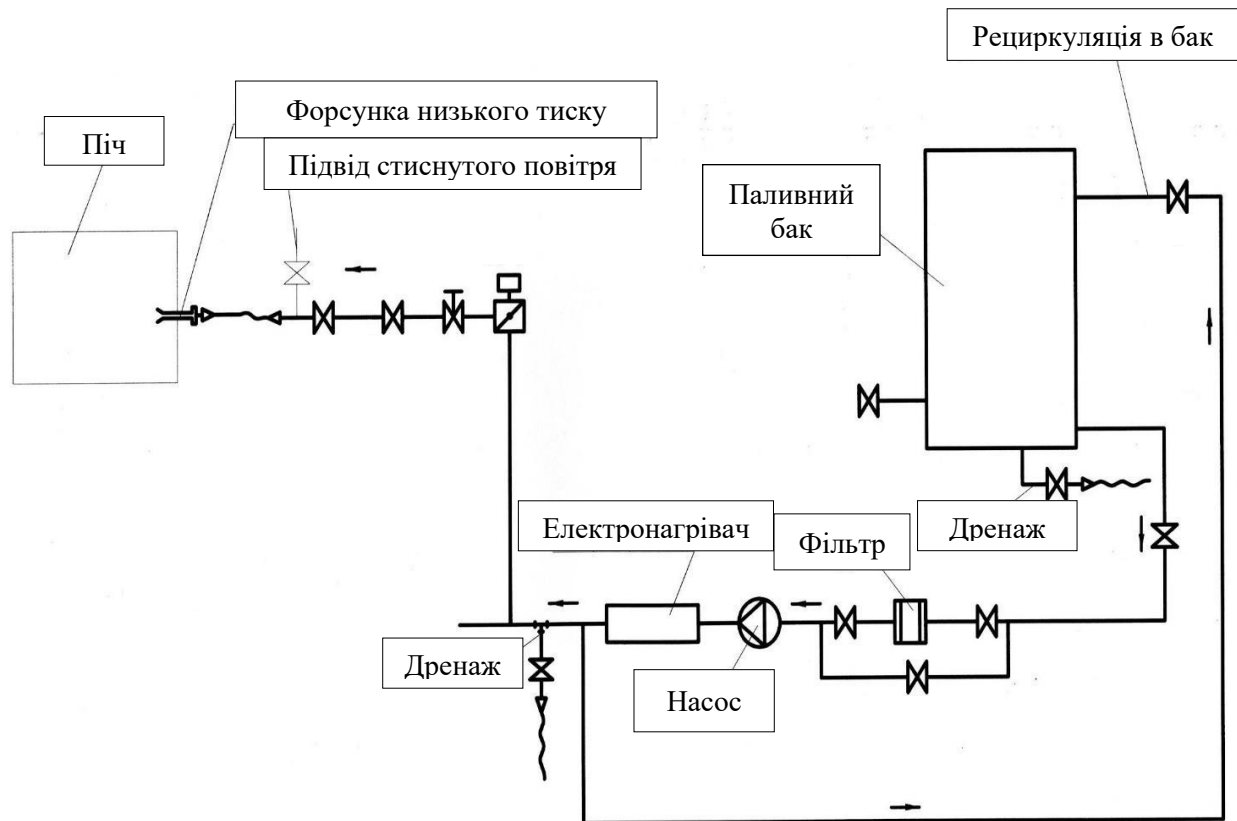 Рециркуляція в бак
Форсунка низького тиску
Піч
Підвід стиснутого повітря
Паливний
бак
Електронагрівач
Фільтр
Дренаж
Дренаж
Насос